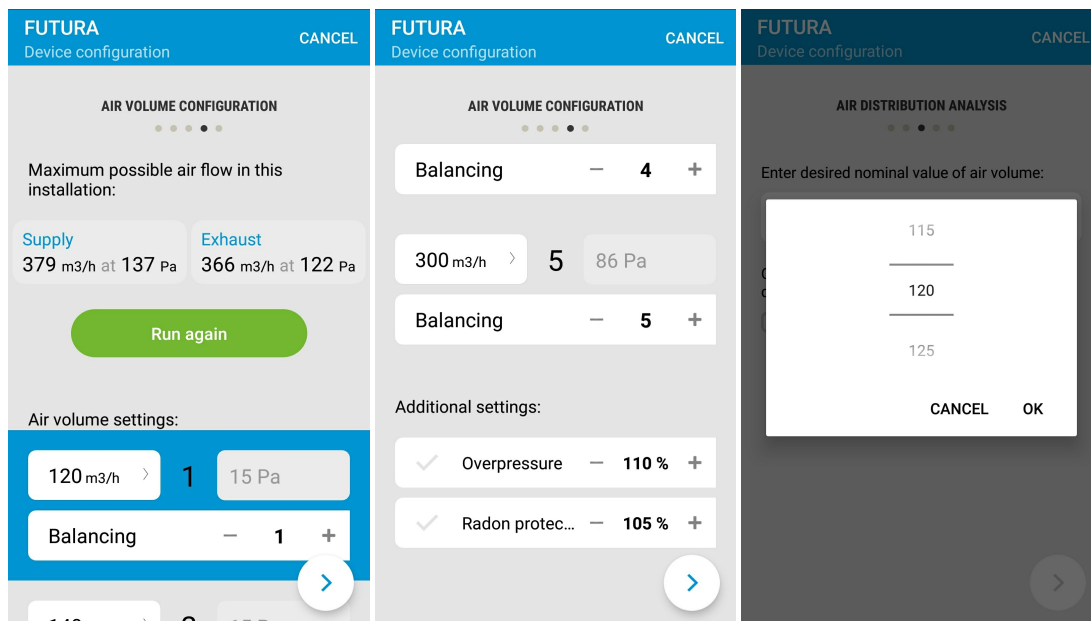 FUTURA
Device configuration
CANCEL
AIR VOLUME CONFIGURATION
Maximum possible air flow in this
installation:
Supply
379 m3/h at 137 Pa
Exhaust
366 m3/h at 122 Pa
Run again
Air volume settings:
120 m3/h
1
15 Pa
Balancing
−
1
+
FUTURA
Device configuration
CANCEL
AIR VOLUME CONFIGURATION
Balancing
−
4
+
300 m3/h
5
86 Pa
Balancing
−
5
+
Additional settings:
Overpressure
−
110 %
+
Radon protec...
−
105 %
+
FUTURA
Device configuration
CANCEL
AIR DISTRIBUTION ANALYSIS
Enter desired nominal value of air volume:
115
120
125
CANCEL
OK